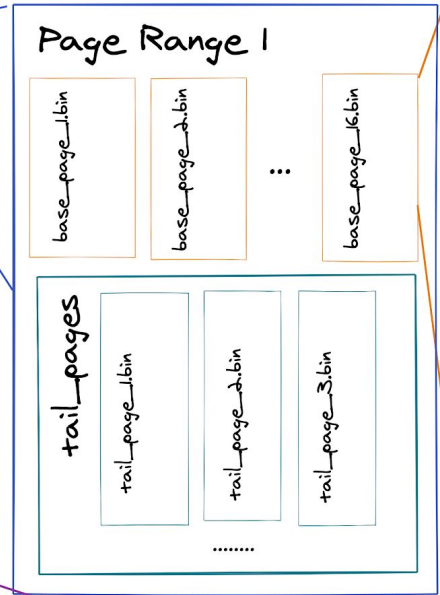 Page Range 1
base_page_1.bin
base_page_2.bin
...
base_page_16.bin
tail_pages
tail_page_1.bin
tail_page_2.bin
tail_page_3.bin
........